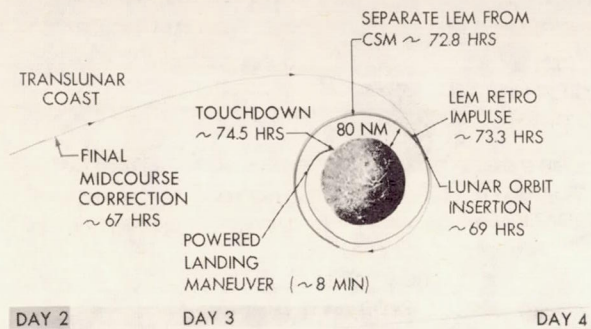 SEPARATE LEM FROM
CSM ~ 72.8 HRS
TRANSLUNAR
COAST
TOUCHDOWN
~ 74.5 HRS
80 NM
LEM RETRO
IMPULSE
~ 73.3 HRS
FINAL
MIDCOURSE
CORRECTION
~ 67 HRS
LUNAR ORBIT
INSERTION
~ 69 HRS
POWERED
LANDING
MANEUVER (~ 8 MIN)
DAY 2 DAY 3 DAY 4